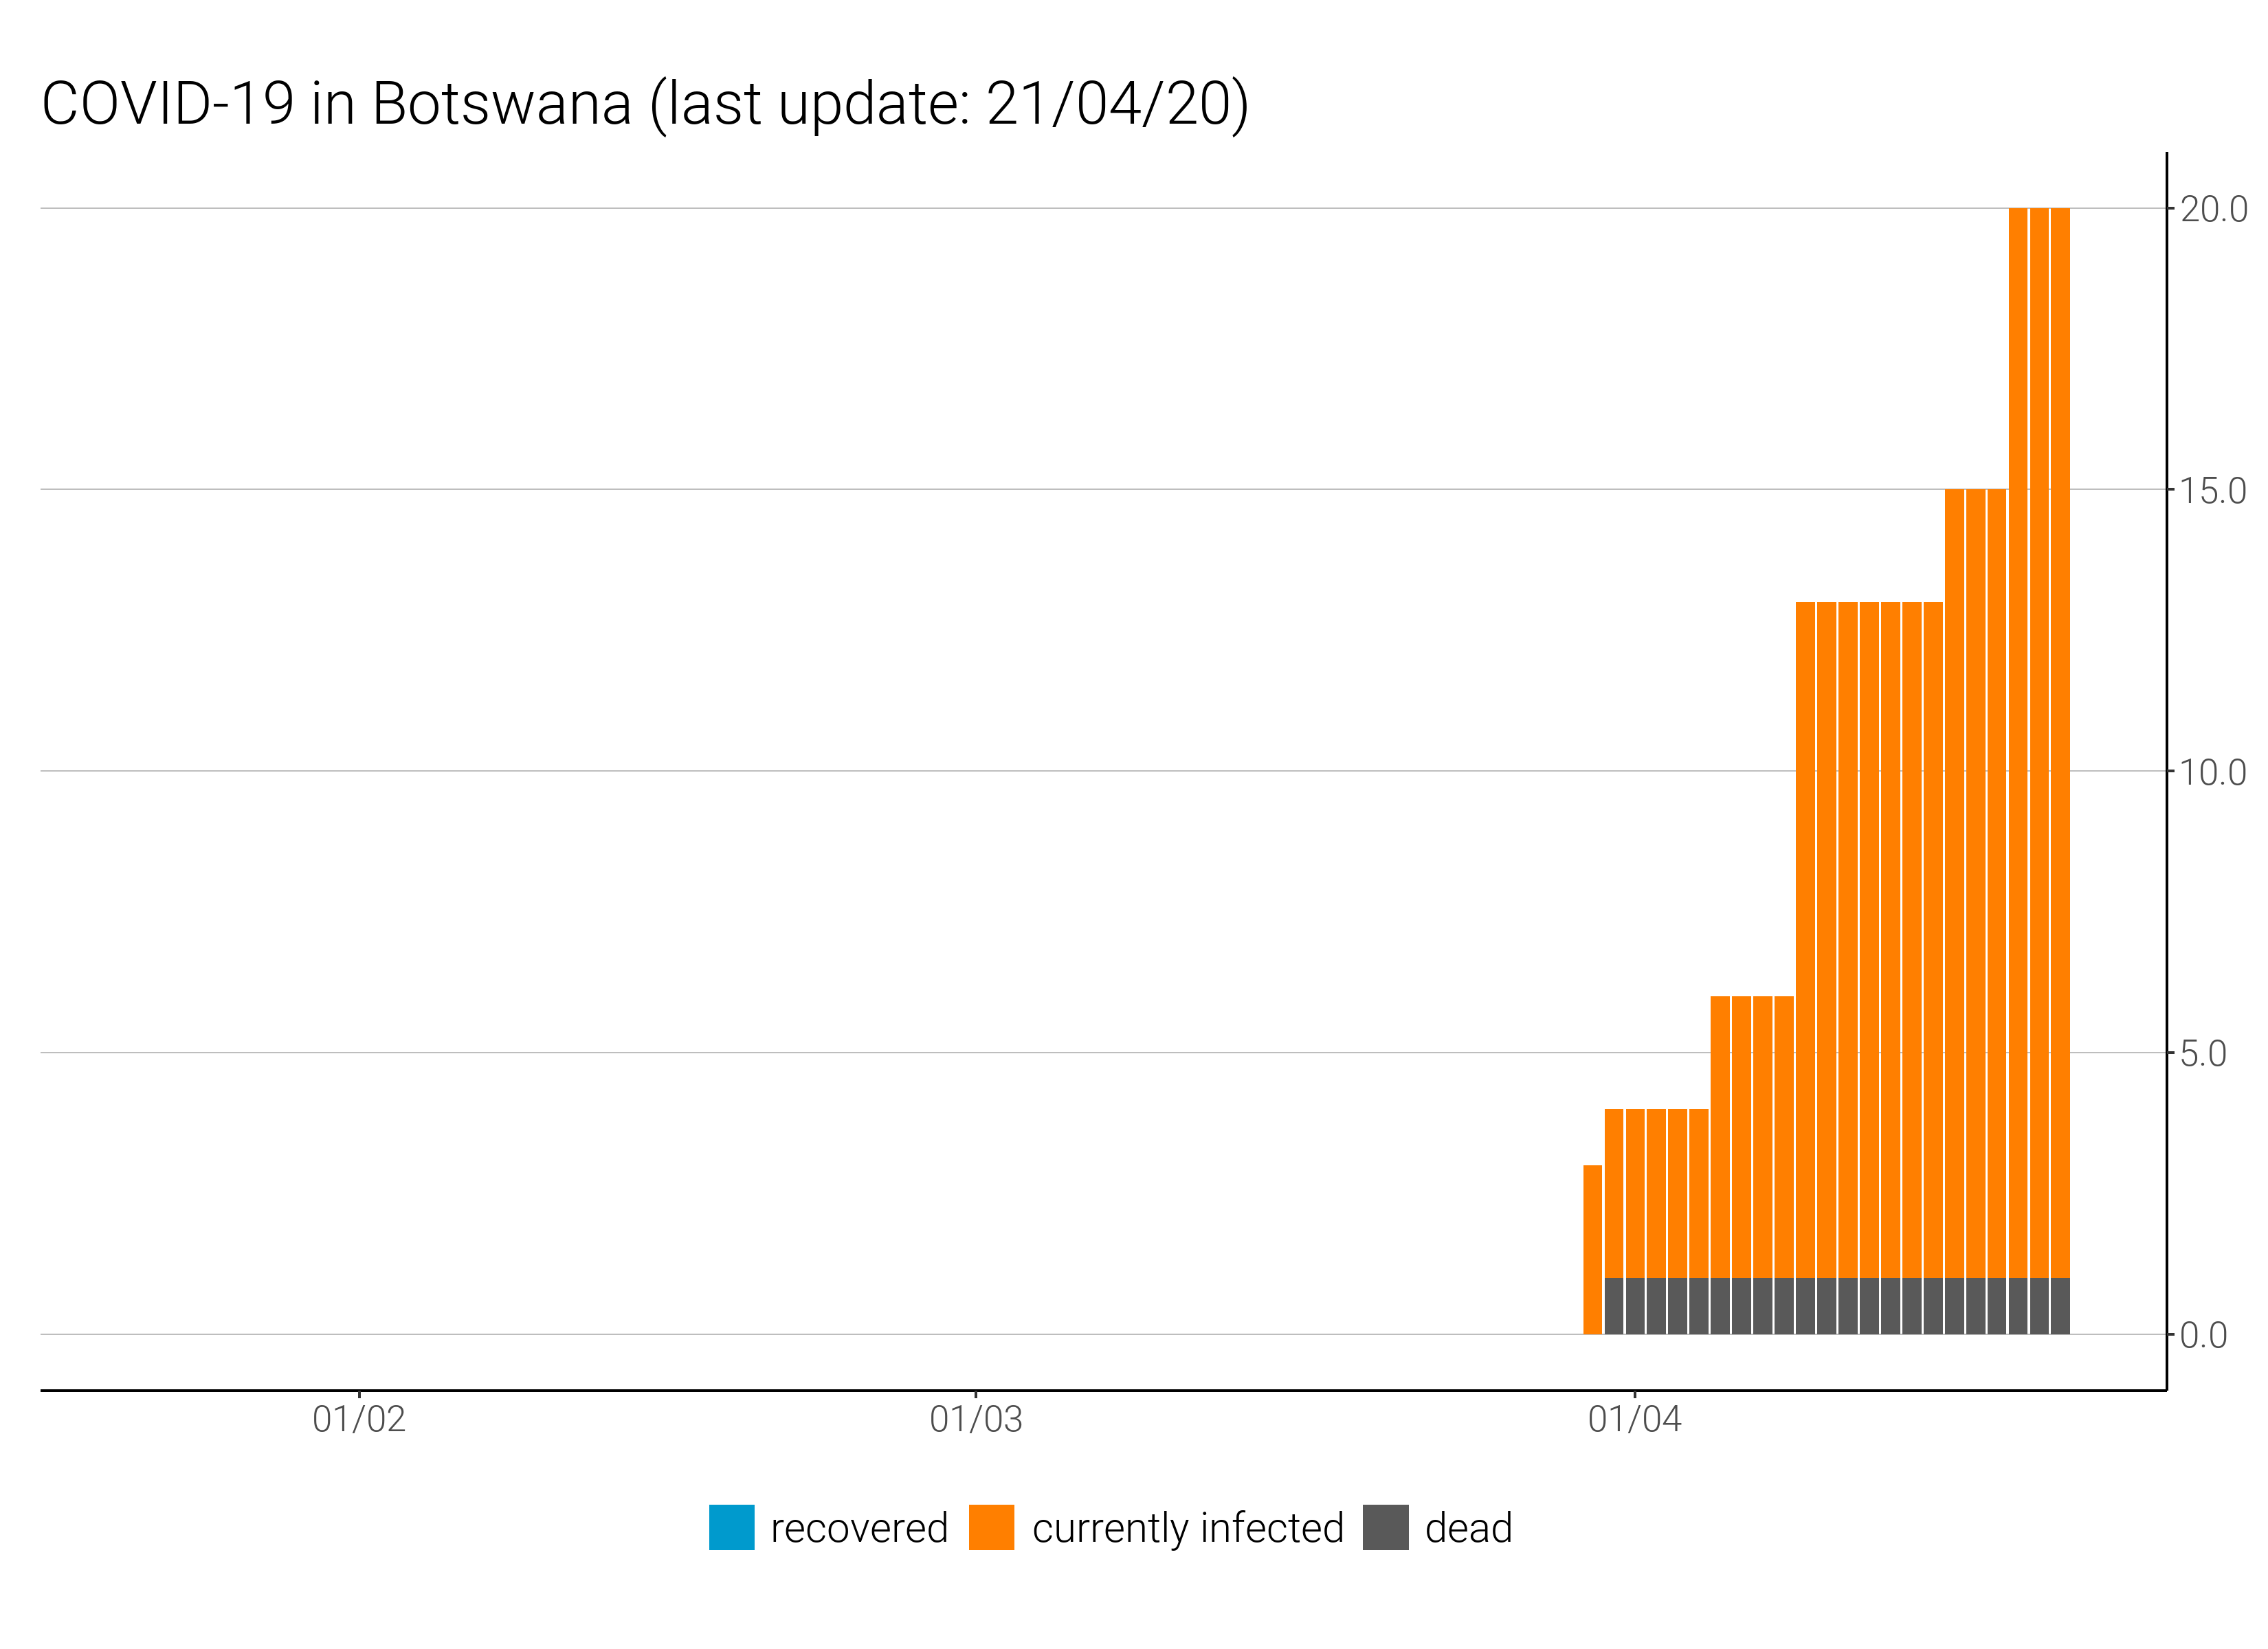 COVID-19 in Botswana (last update: 21/04/20)
20.0
15.0
10.0
5.0
0.0
01/02 01/03 01/04
recovered currently infected dead